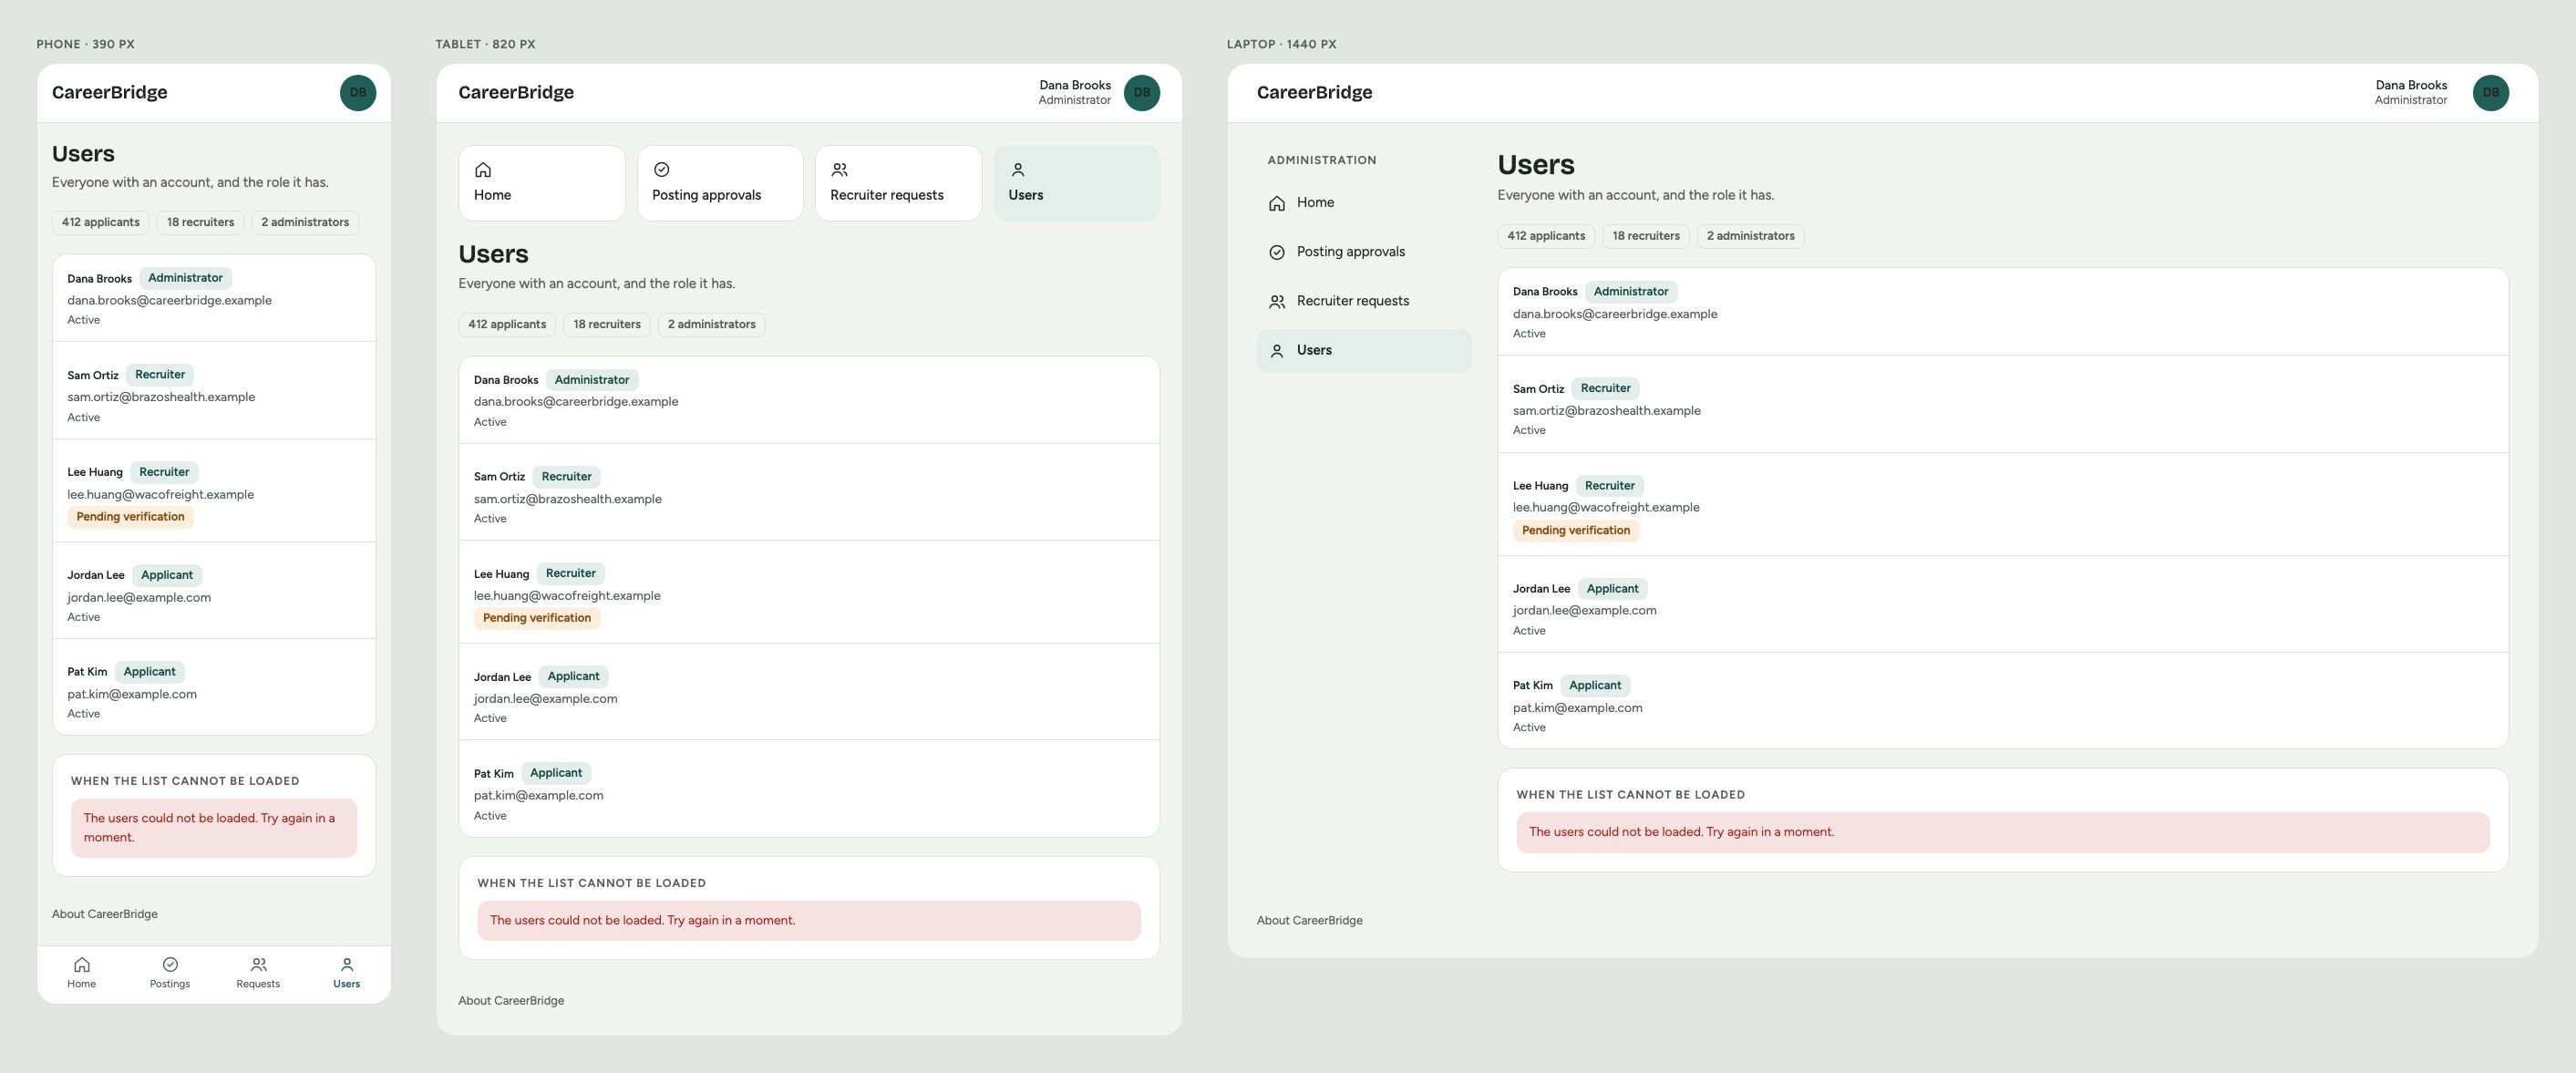 PHONE · 390 PX
CareerBridge
DB
Users
Everyone with an account, and the role it has.
412 applicants
18 recruiters
2 administrators
Dana Brooks
Administrator
dana.brooks@careerbridge.example
Active
Sam Ortiz
Recruiter
sam.ortiz@brazoshealth.example
Active
Lee Huang
Recruiter
lee.huang@wacofreight.example
Pending verification
Jordan Lee
Applicant
jordan.lee@example.com
Active
Pat Kim
Applicant
pat.kim@example.com
Active
WHEN THE LIST CANNOT BE LOADED
The users could not be loaded. Try again in a
moment.
About CareerBridge
Home
Postings
Requests
Users
TABLET · 820 PX
CareerBridge
Dana Brooks
Administrator
DB
Home
Posting approvals
Recruiter requests
Users
Users
Everyone with an account, and the role it has.
412 applicants
18 recruiters
2 administrators
Dana Brooks
Administrator
dana.brooks@careerbridge.example
Active
Sam Ortiz
Recruiter
sam.ortiz@brazoshealth.example
Active
Lee Huang
Recruiter
lee.huang@wacofreight.example
Pending verification
Jordan Lee
Applicant
jordan.lee@example.com
Active
Pat Kim
Applicant
pat.kim@example.com
Active
WHEN THE LIST CANNOT BE LOADED
The users could not be loaded. Try again in a moment.
About CareerBridge
LAPTOP · 1440 PX
CareerBridge
Dana Brooks
Administrator
DB
ADMINISTRATION
Home
Posting approvals
Recruiter requests
Users
Users
Everyone with an account, and the role it has.
412 applicants
18 recruiters
2 administrators
Dana Brooks
Administrator
dana.brooks@careerbridge.example
Active
Sam Ortiz
Recruiter
sam.ortiz@brazoshealth.example
Active
Lee Huang
Recruiter
lee.huang@wacofreight.example
Pending verification
Jordan Lee
Applicant
jordan.lee@example.com
Active
Pat Kim
Applicant
pat.kim@example.com
Active
WHEN THE LIST CANNOT BE LOADED
The users could not be loaded. Try again in a moment.
About CareerBridge